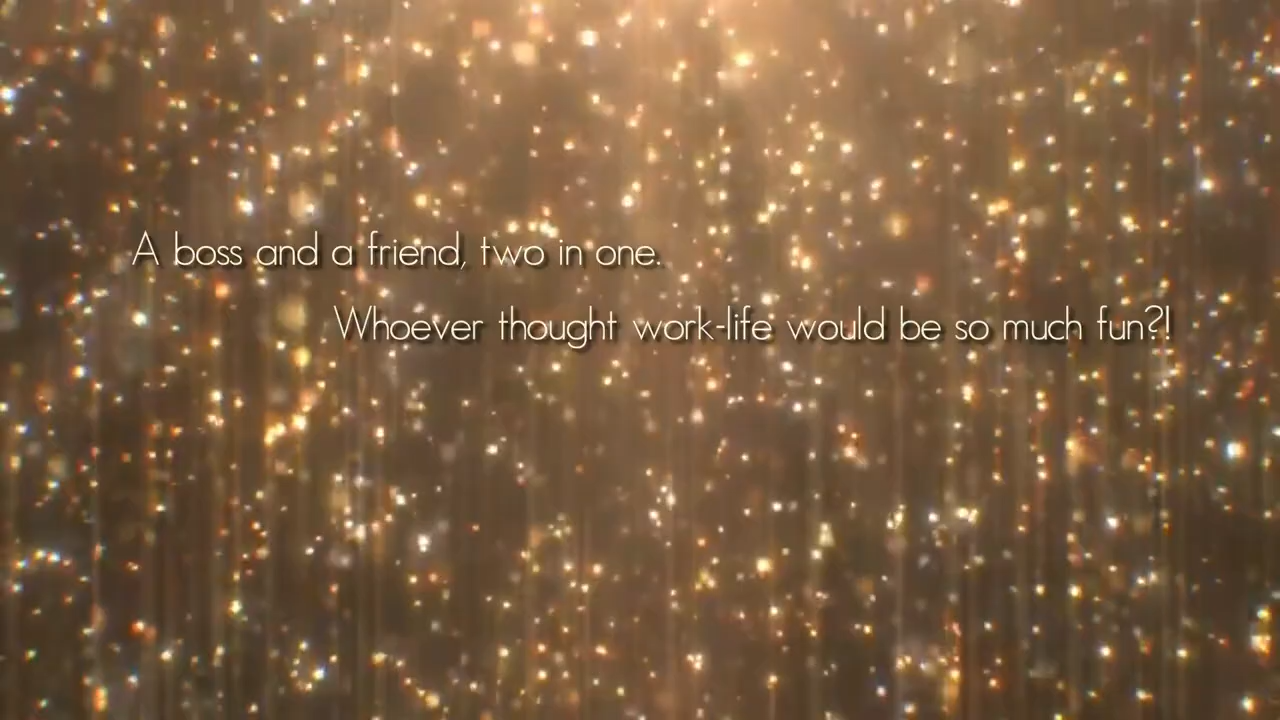 A boss and a friend, two in one.
Whoever thought work-life would be so much fun?!